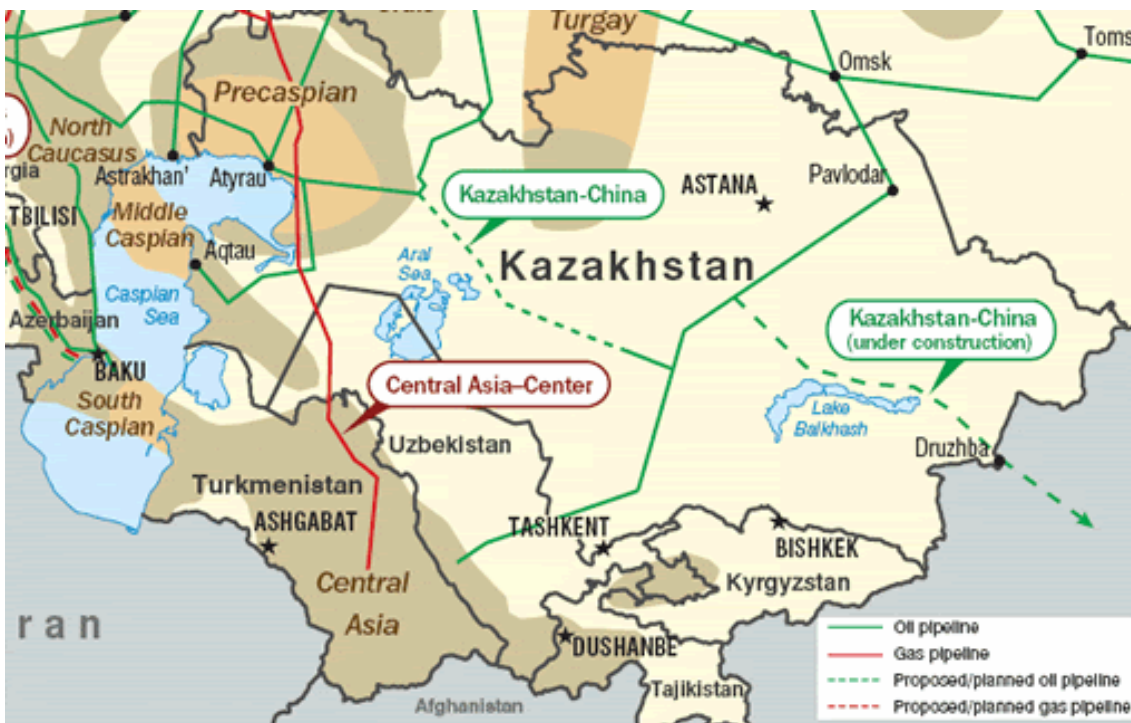 Turgay
Toms
Omsk
Precaspian
North
Caucasus
rgia
Astrakhan'
Atyrau
Kazakhstan-China
ASTANA
Pavlodar
TBILISI
Middle
Caspian
Aqtau
Aral
Sea
Kazakhstan
Caspian
Sea
Azerbaijan
Kazakhstan-China
(under construction)
BAKU
Central Asia–Center
South
Caspian
Lake
Balkhash
Uzbekistan
Druzhba
Turkmenistan
ASHGABAT
TASHKENT
BISHKEK
Central
Asia
Kyrgyzstan
ran
DUSHANBE
Tajikistan
Afghanistan
Oil pipeline
Gas pipeline
Proposed/planned oil pipeline
Proposed/planned gas pipeline